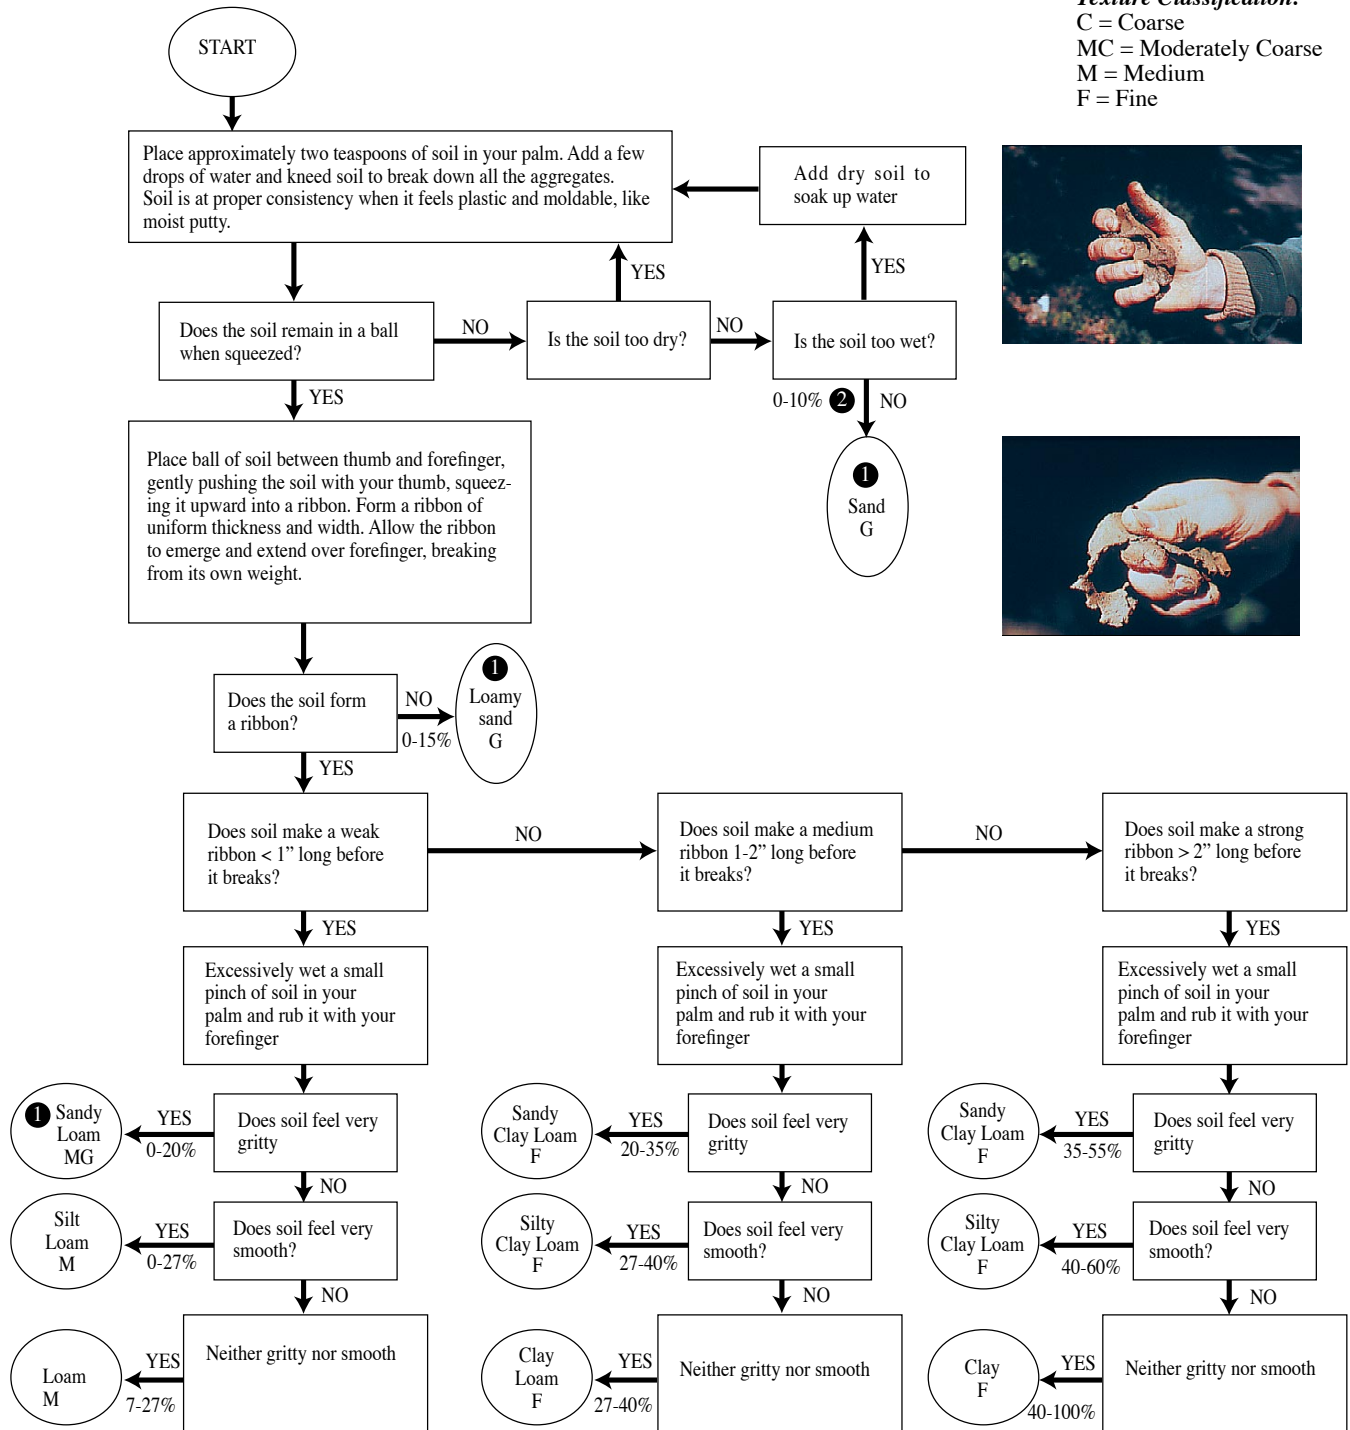 Texture Classification:
C = Coarse
MC = Moderately Coarse
M = Medium
F = Fine
START
Place approximately two teaspoons of soil in your palm. Add a few
drops of water and kneed soil to break down all the aggregates.
Soil is at proper consistency when it feels plastic and moldable, like
moist putty.
Add dry soil to
soak up water
YES
YES
Does the soil remain in a ball
when squeezed?
NO
Is the soil too dry?
NO
Is the soil too wet?
YES
0-10% 2 NO
1
Sand
G
Place ball of soil between thumb and forefinger,
gently pushing the soil with your thumb, squeez-
ing it upward into a ribbon. Form a ribbon of
uniform thickness and width. Allow the ribbon
to emerge and extend over forefinger, breaking
from its own weight.
Does the soil form
a ribbon?
NO
0-15%
1
Loamy
sand
G
YES
Does soil make a weak
ribbon < 1” long before
it breaks?
NO
Does soil make a medium
ribbon 1-2” long before
it breaks?
NO
Does soil make a strong
ribbon > 2” long before
it breaks?
YES
YES
YES
Excessively wet a small
pinch of soil in your
palm and rub it with your
forefinger
Excessively wet a small
pinch of soil in your
palm and rub it with your
forefinger
Excessively wet a small
pinch of soil in your
palm and rub it with your
forefinger
1 Sandy
Loam
MG
YES
0-20%
Does soil feel very
gritty
Sandy
Clay Loam
F
YES
20-35%
Does soil feel very
gritty
Sandy
Clay Loam
F
YES
35-55%
Does soil feel very
gritty
NO
NO
NO
Silt
Loam
M
YES
0-27%
Does soil feel very
smooth?
Silty
Clay Loam
F
YES
27-40%
Does soil feel very
smooth?
Silty
Clay Loam
F
YES
40-60%
Does soil feel very
smooth?
NO
NO
NO
Loam
M
YES
7-27%
Neither gritty nor smooth
Clay
Loam
F
YES
27-40%
Neither gritty nor smooth
Clay
F
YES
40-100%
Neither gritty nor smooth